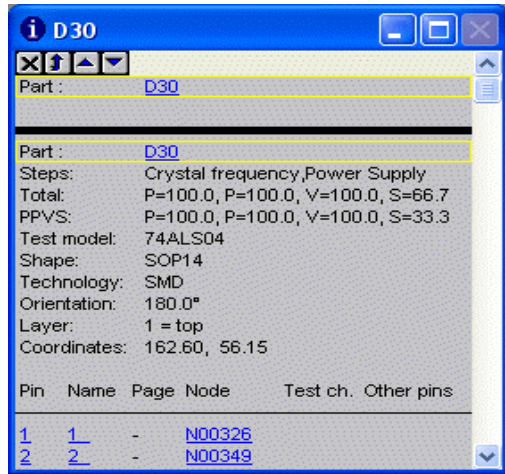 D30
Part : D30
Part : D30
Steps: Crystal frequency,Power Supply
Total: P=100.0, P=100.0, V=100.0, S=66.7
PPVS: P=100.0, P=100.0, V=100.0, S=33.3
Test model: 74ALS04
Shape: SOP14
Technology: SMD
Orientation: 180.0°
Layer: 1 = top
Coordinates: 162.60, 56.15
Pin Name Page Node Test ch. Other pins
1 1_ - N00326
2 2_ - N00349